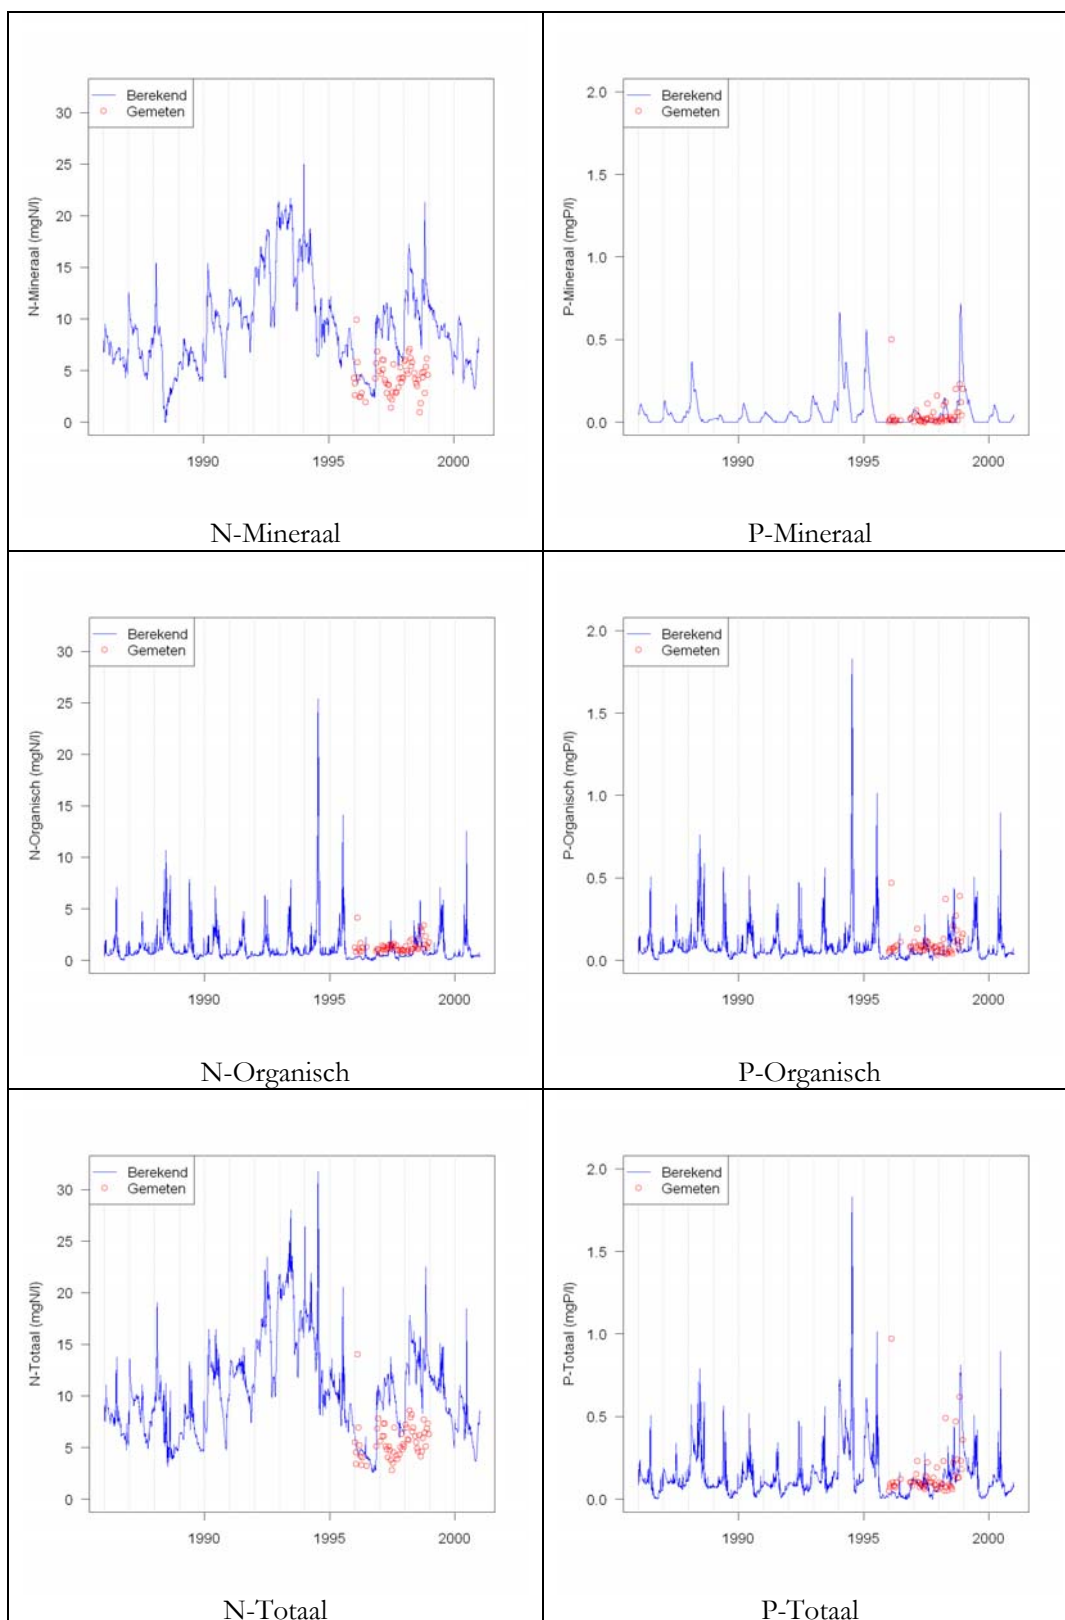 Berekend
Gemeten
N-Mineraal (mgN/l)
30
25
20
15
10
5
0
1990 1995 2000
N-Mineraal
Berekend
Gemeten
P-Mineraal (mgP/l)
2.0
1.5
1.0
0.5
0.0
1990 1995 2000
P-Mineraal
Berekend
Gemeten
N-Organisch (mgN/l)
30
25
20
15
10
5
0
1990 1995 2000
N-Organisch
Berekend
Gemeten
P-Organisch (mgP/l)
2.0
1.5
1.0
0.5
0.0
1990 1995 2000
P-Organisch
Berekend
Gemeten
N-Totaal (mgN/l)
30
25
20
15
10
5
0
1990 1995 2000
N-Totaal
Berekend
Gemeten
P-Totaal (mgP/l)
2.0
1.5
1.0
0.5
0.0
1990 1995 2000
P-Totaal